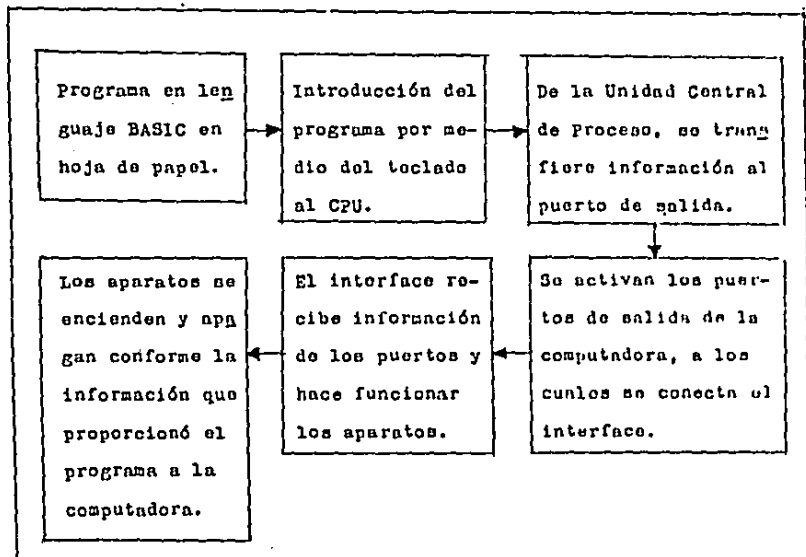 Programa en len
guaje BASIC en
hoja de papel.
Introducción del
programa por me-
dio del teclado
al CPU.
De la Unidad Central
de Proceso, se trans
fiere información al
puerto de salida.
Se activan los puer-
tos de salida de la
computadora, a los
cuales se conecta el
interface.
El interface re-
cibe información
de los puertos y
hace funcionar
los aparatos.
Los aparatos se
encienden y apa
gan conforme la
información que
proporcionó el
programa a la
computadora.